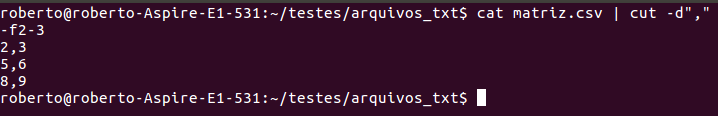 roberto@roberto-Aspire-E1-531:~/testes/arquivos_txt$ cat matriz.csv | cut -d","
-f2-3
2,3
5,6
8,9
roberto@roberto-Aspire-E1-531:~/testes/arquivos_txt$